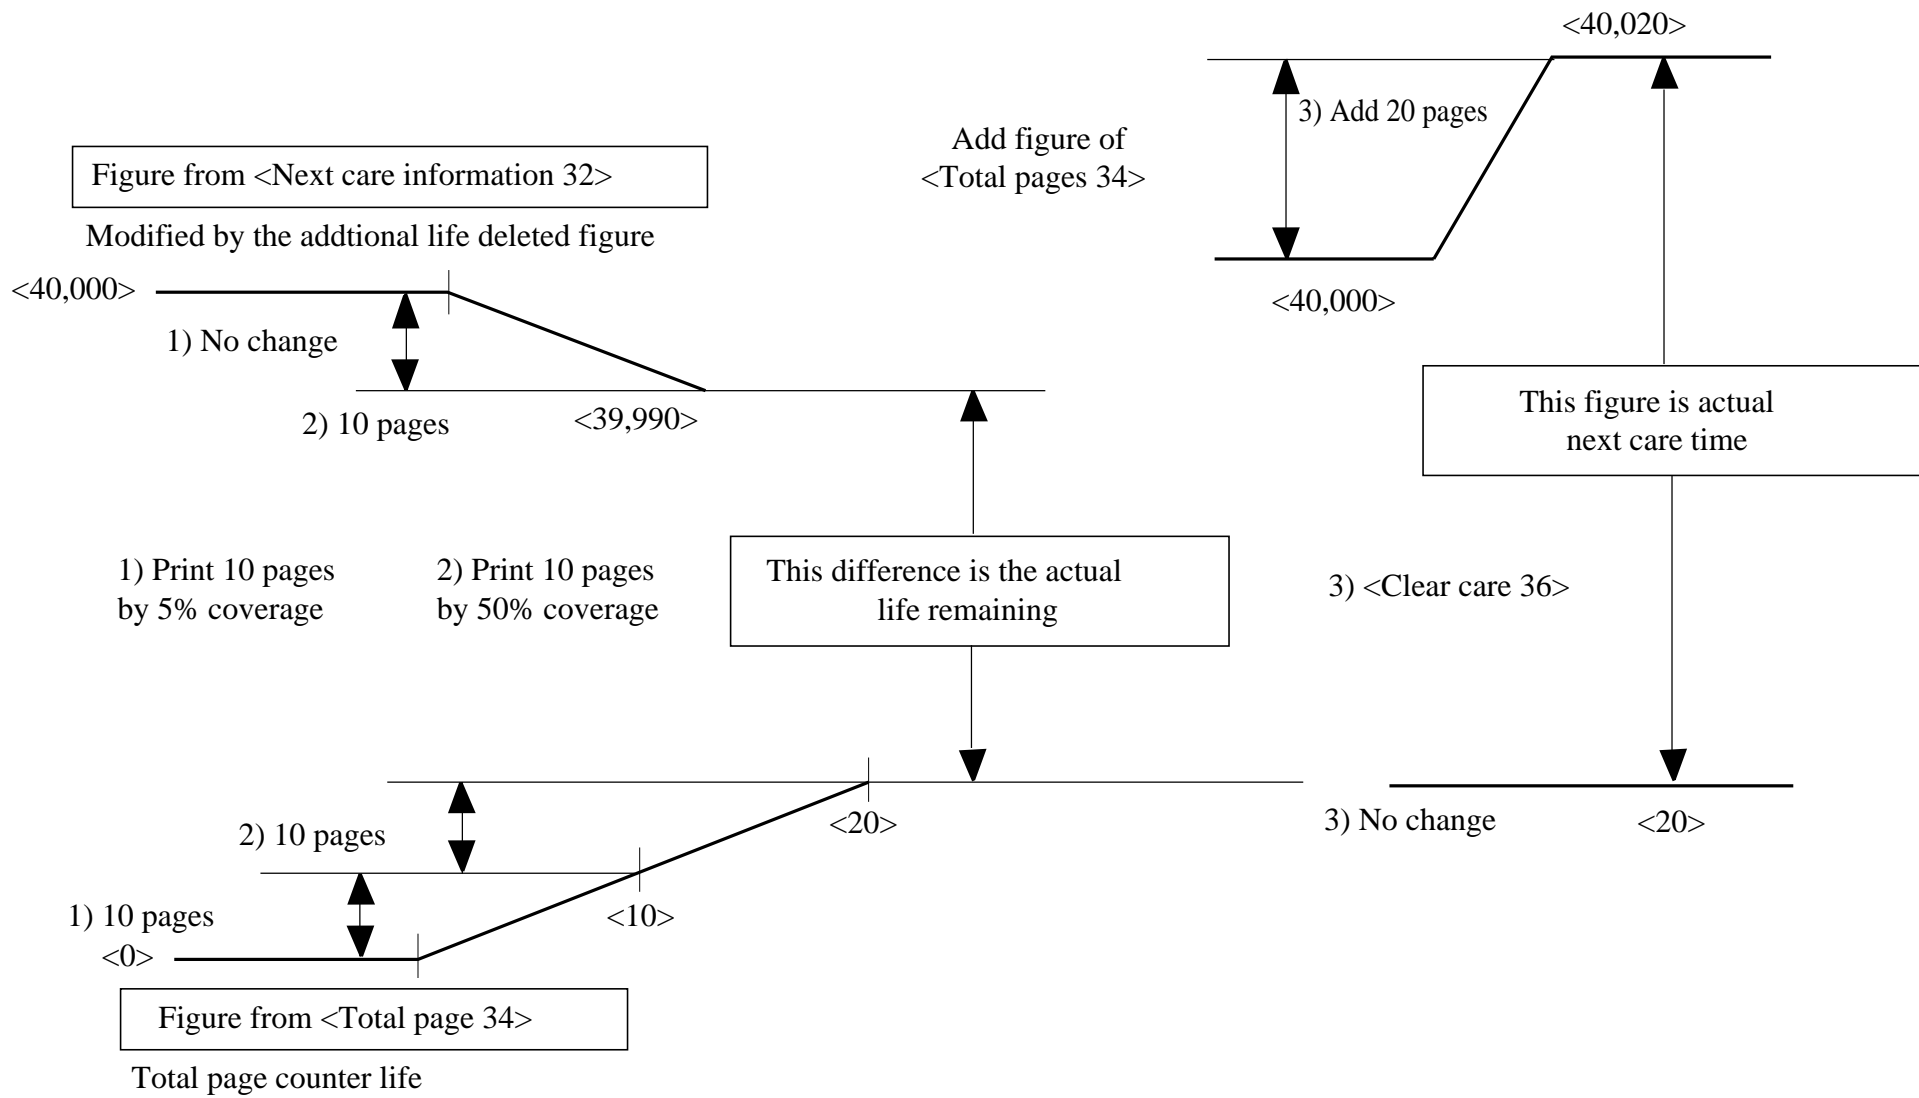 <40,020>
3) Add 20 pages
Add figure of
<Total pages 34>
Figure from <Next care information 32>
Modified by the addtional life deleted figure
<40,000>
<40,000>
1) No change
2) 10 pages
<39,990>
This figure is actual
next care time
1) Print 10 pages
by 5% coverage
2) Print 10 pages
by 50% coverage
This difference is the actual
life remaining
3) <Clear care 36>
2) 10 pages
<20>
3) No change
<20>
1) 10 pages
<10>
<0>
Figure from <Total page 34>
Total page counter life